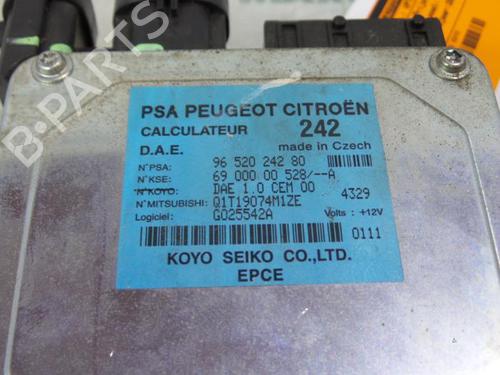 PSA PEUGEOT CITROËN
CALCULATEUR 242
D.A.E. made in Czech
N°PSA: 96 520 242 80
N°KSE: 69 000 00 528/--A
N°KOYO: DAE 1.0 CEM 00 4329
N°MITSUBISHI: Q1T19074M1ZE
Logiciel: G025542A Volts : +12V
0111
KOYO SEIKO CO.,LTD.
EPCE
B-PARTS